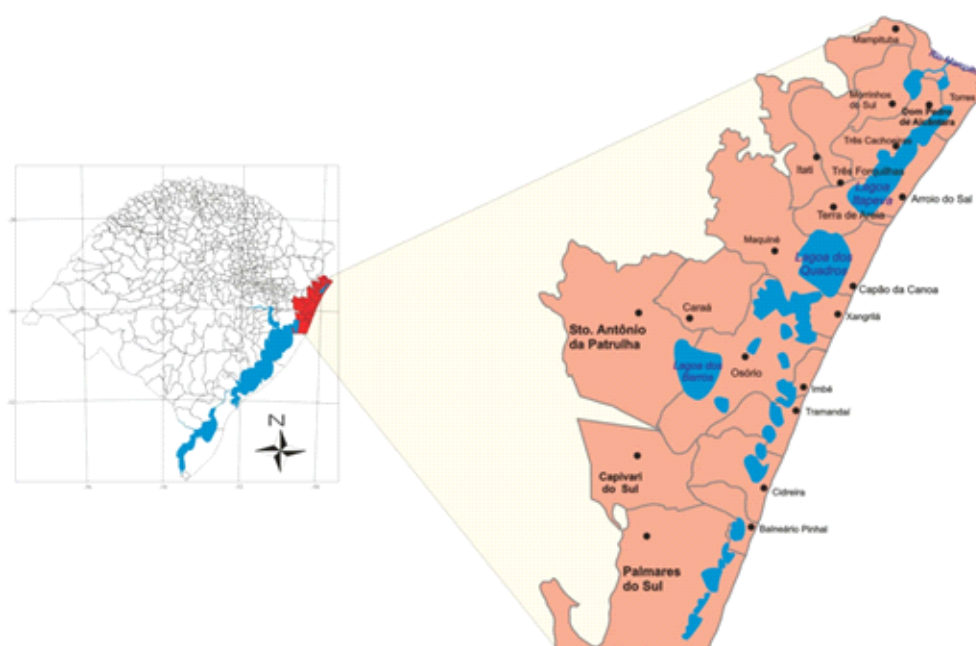 Mampituba
Morrinhos
do Sul
Torres
Dom Pedro
de Alcântara
Três Cachoeiras
Itati
Três Forquilhas
Lagoa
Itapeva
Arroio do Sal
Terra de Areia
Maquiné
Lagoa dos
Quadros
Capão da Canoa
Xangrilá
Caraá
Sto. Antônio
da Patrulha
Lagoa dos
Barros
Osório
Imbé
Tramandaí
N
Capivari
do Sul
Cidreira
Balneário Pinhal
Palmares
do Sul